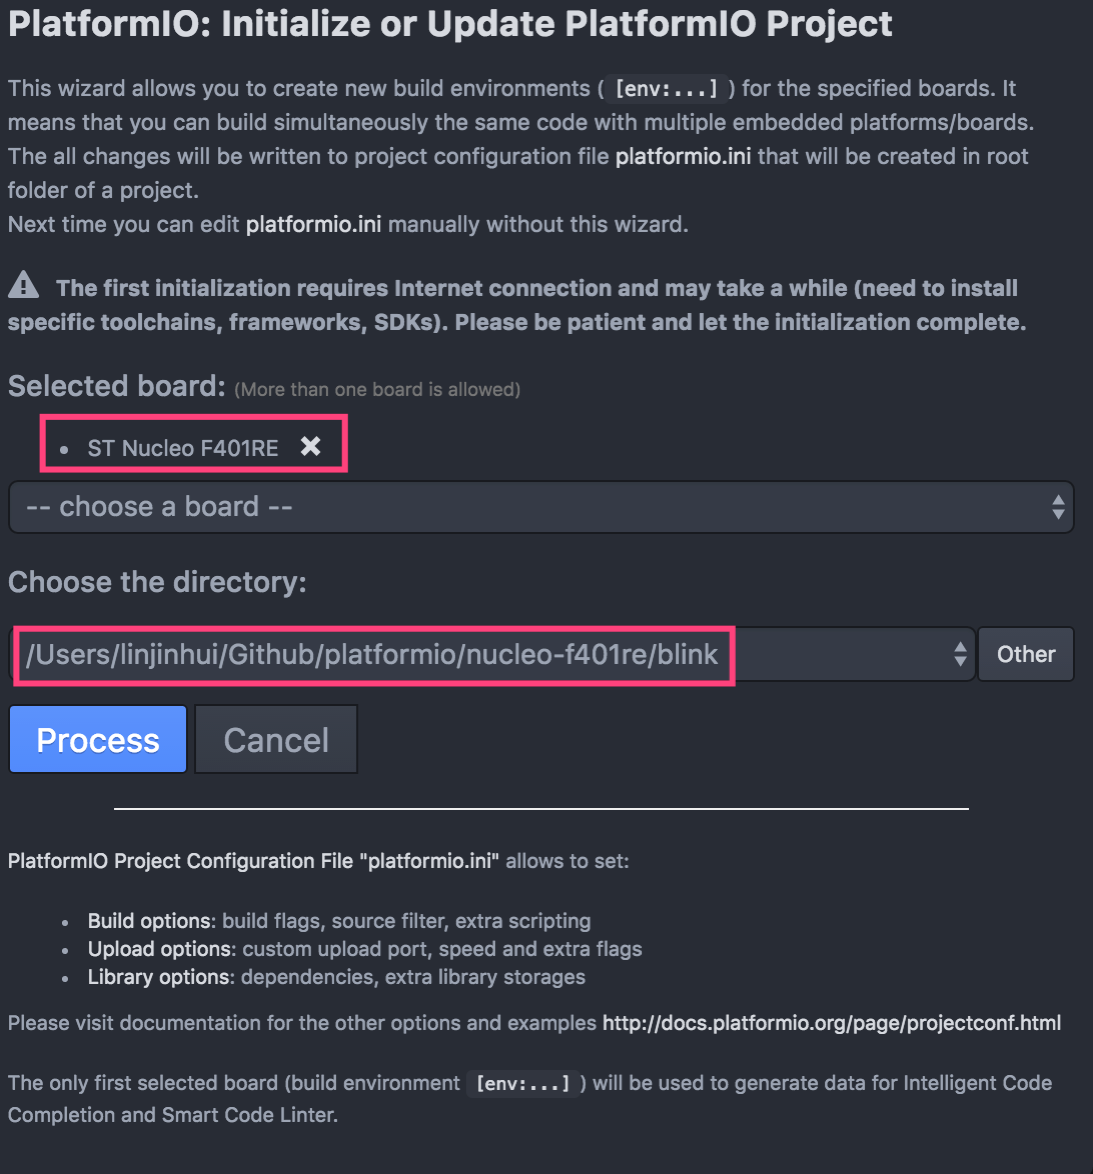 PlatformIO: Initialize or Update PlatformIO Project
This wizard allows you to create new build environments ( [env:...] ) for the specified boards. It
means that you can build simultaneously the same code with multiple embedded platforms/boards.
The all changes will be written to project configuration file platformio.ini that will be created in root
folder of a project.
Next time you can edit platformio.ini manually without this wizard.
The first initialization requires Internet connection and may take a while (need to install
specific toolchains, frameworks, SDKs). Please be patient and let the initialization complete.
Selected board: (More than one board is allowed)
• ST Nucleo F401RE ✖
-- choose a board --
Choose the directory:
/Users/linjinhui/Github/platformio/nucleo-f401re/blink Other
Process Cancel
PlatformIO Project Configuration File "platformio.ini" allows to set:
• Build options: build flags, source filter, extra scripting
• Upload options: custom upload port, speed and extra flags
• Library options: dependencies, extra library storages
Please visit documentation for the other options and examples http://docs.platformio.org/page/projectconf.html
The only first selected board (build environment [env:...] ) will be used to generate data for Intelligent Code
Completion and Smart Code Linter.